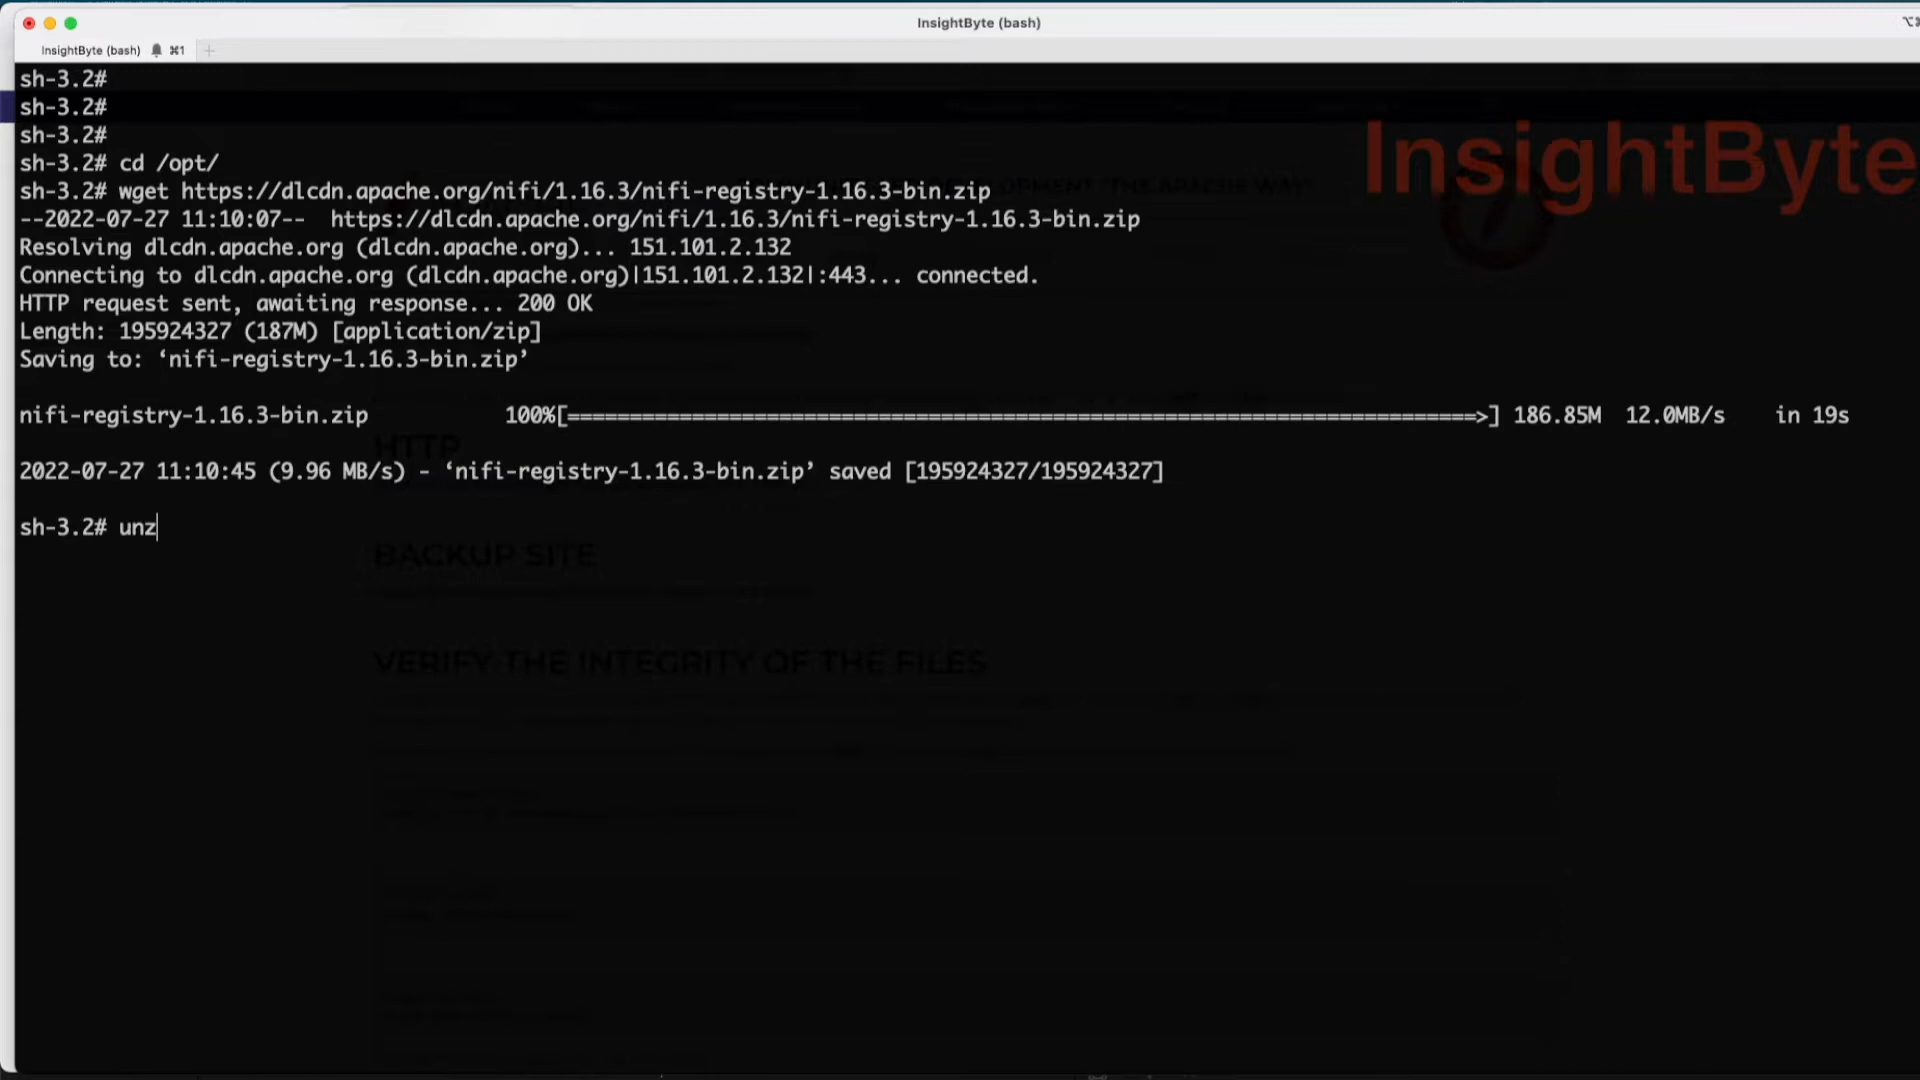 InsightByte (bash)
InsightByte (bash) ⌘1
sh-3.2#
sh-3.2#
sh-3.2#
sh-3.2# cd /opt/
sh-3.2# wget https://dlcdn.apache.org/nifi/1.16.3/nifi-registry-1.16.3-bin.zip
--2022-07-27 11:10:07--  https://dlcdn.apache.org/nifi/1.16.3/nifi-registry-1.16.3-bin.zip
Resolving dlcdn.apache.org (dlcdn.apache.org)... 151.101.2.132
Connecting to dlcdn.apache.org (dlcdn.apache.org)|151.101.2.132|:443... connected.
HTTP request sent, awaiting response... 200 OK
Length: 195924327 (187M) [application/zip]
Saving to: ‘nifi-registry-1.16.3-bin.zip’
nifi-registry-1.16.3-bin.zip 100%[=========================================================================>] 186.85M 12.0MB/s in 19s
2022-07-27 11:10:45 (9.96 MB/s) - ‘nifi-registry-1.16.3-bin.zip’ saved [195924327/195924327]
sh-3.2# unz
InsightByte
HTTP
BACKUP SITE
VERIFY THE INTEGRITY OF THE FILES